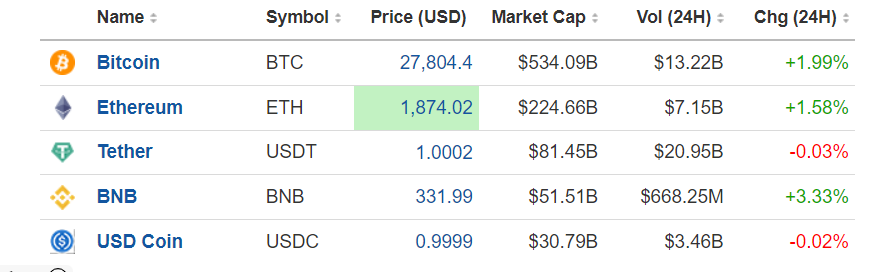 Name Symbol Price (USD) Market Cap Vol (24H) Chg (24H)
Bitcoin BTC 27,804.4 $534.09B $13.22B +1.99%
Ethereum ETH 1,874.02 $224.66B $7.15B +1.58%
Tether USDT 1.0002 $81.45B $20.95B -0.03%
BNB BNB 331.99 $51.51B $668.25M +3.33%
USD Coin USDC 0.9999 $30.79B $3.46B -0.02%